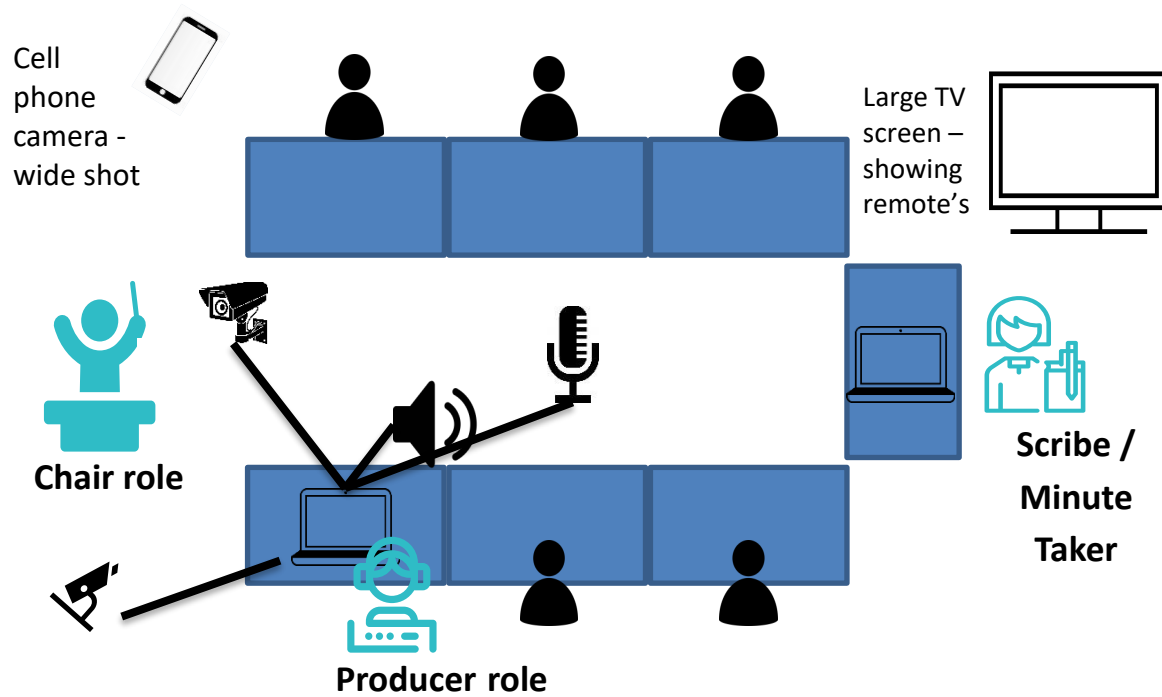 Cell
phone
camera -
wide shot
Large TV
screen –
showing
remote's
Chair role
Scribe /
Minute
Taker
Producer role